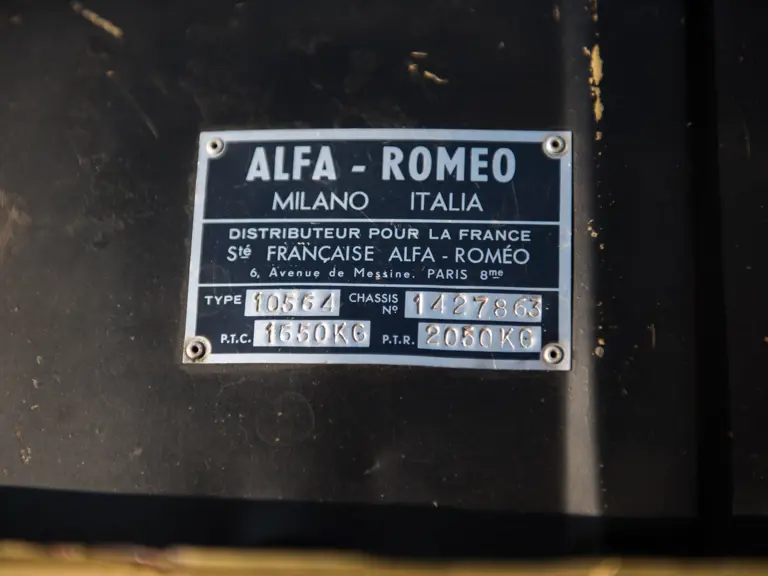 ALFA - ROMEO
MILANO ITALIA
DISTRIBUTEUR POUR LA FRANCE
Sté FRANÇAISE ALFA - ROMÉO
6, Avenue de Messine. PARIS 8me
TYPE 10564 CHASSIS Nº 1427863
P.T.C. 1650KG P.T.R. 2050KG